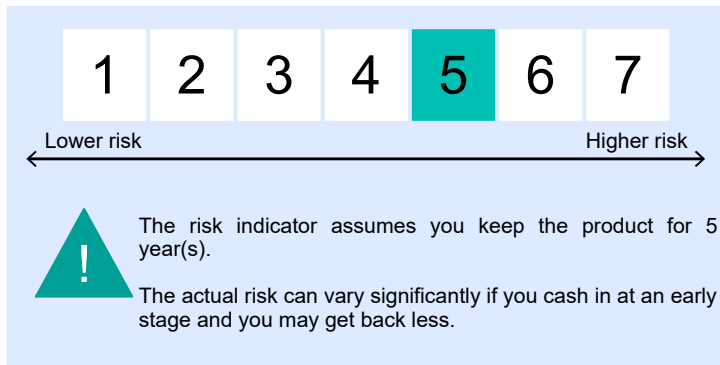 1 2 3 4 5 6 7
Lower risk Higher risk
!
The risk indicator assumes you keep the product for 5
year(s).
The actual risk can vary significantly if you cash in at an early
stage and you may get back less.